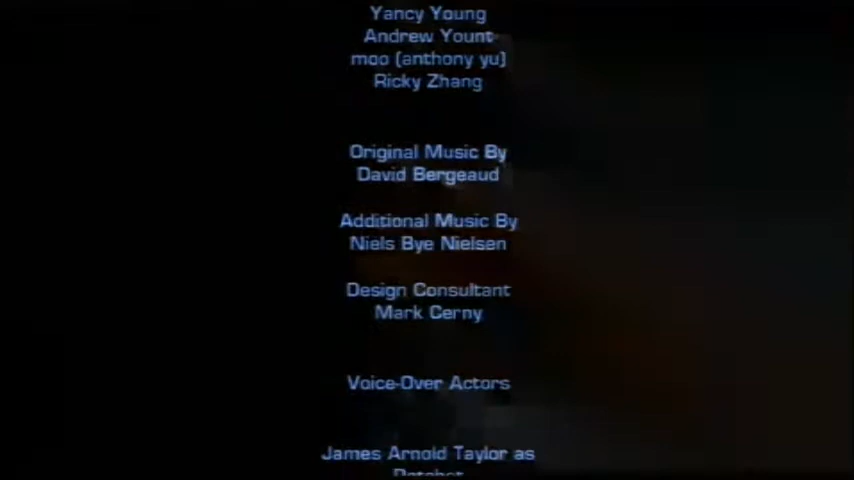 Yancy Young
Andrew Yount
moo (anthony yu)
Ricky Zhang
Original Music By
David Bergeaud
Additional Music By
Niels Bye Nielsen
Design Consultant
Mark Cerny
Voice-Over Actors
James Arnold Taylor as
Ratchet